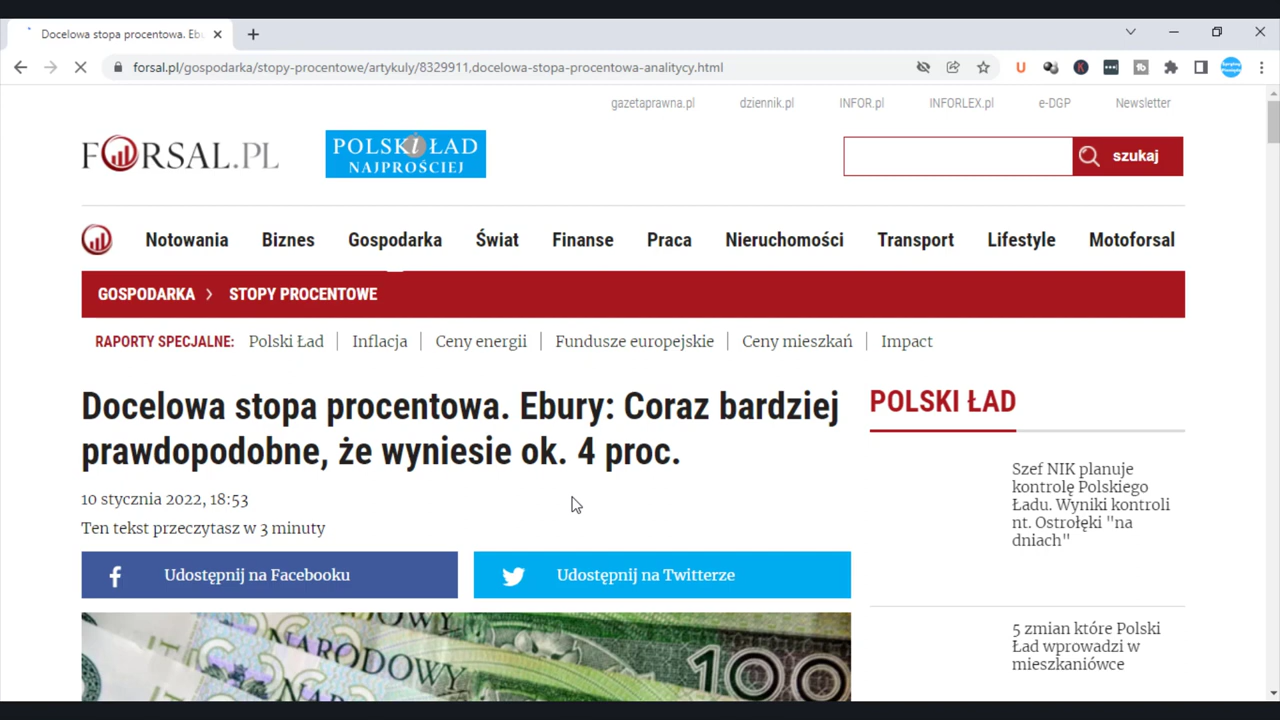 Docelowa stopa procentowa. Ebu
forsal.pl/gospodarka/stopy-procentowe/artykuly/8329911,docelowa-stopa-procentowa-analitycy.html
gazetaprawna.pl dziennik.pl INFOR.pl INFORLEX.pl e-DGP Newsletter
FORSAL.PL
POLSKI ŁAD
NAJPROŚCIEJ
szukaj
Notowania Biznes Gospodarka Świat Finanse Praca Nieruchomości Transport Lifestyle Motoforsal
GOSPODARKA > STOPY PROCENTOWE
RAPORTY SPECJALNE: Polski Ład | Inflacja | Ceny energii | Fundusze europejskie | Ceny mieszkań | Impact
Docelowa stopa procentowa. Ebury: Coraz bardziej
prawdopodobne, że wyniesie ok. 4 proc.
10 stycznia 2022, 18:53
Ten tekst przeczytasz w 3 minuty
Udostępnij na Facebooku
Udostępnij na Twitterze
NARODOWY
100
POLSKI ŁAD
Szef NIK planuje
kontrolę Polskiego
Ładu. Wyniki kontroli
nt. Ostrołęki "na
dniach"
5 zmian które Polski
Ład wprowadzi w
mieszkaniówce